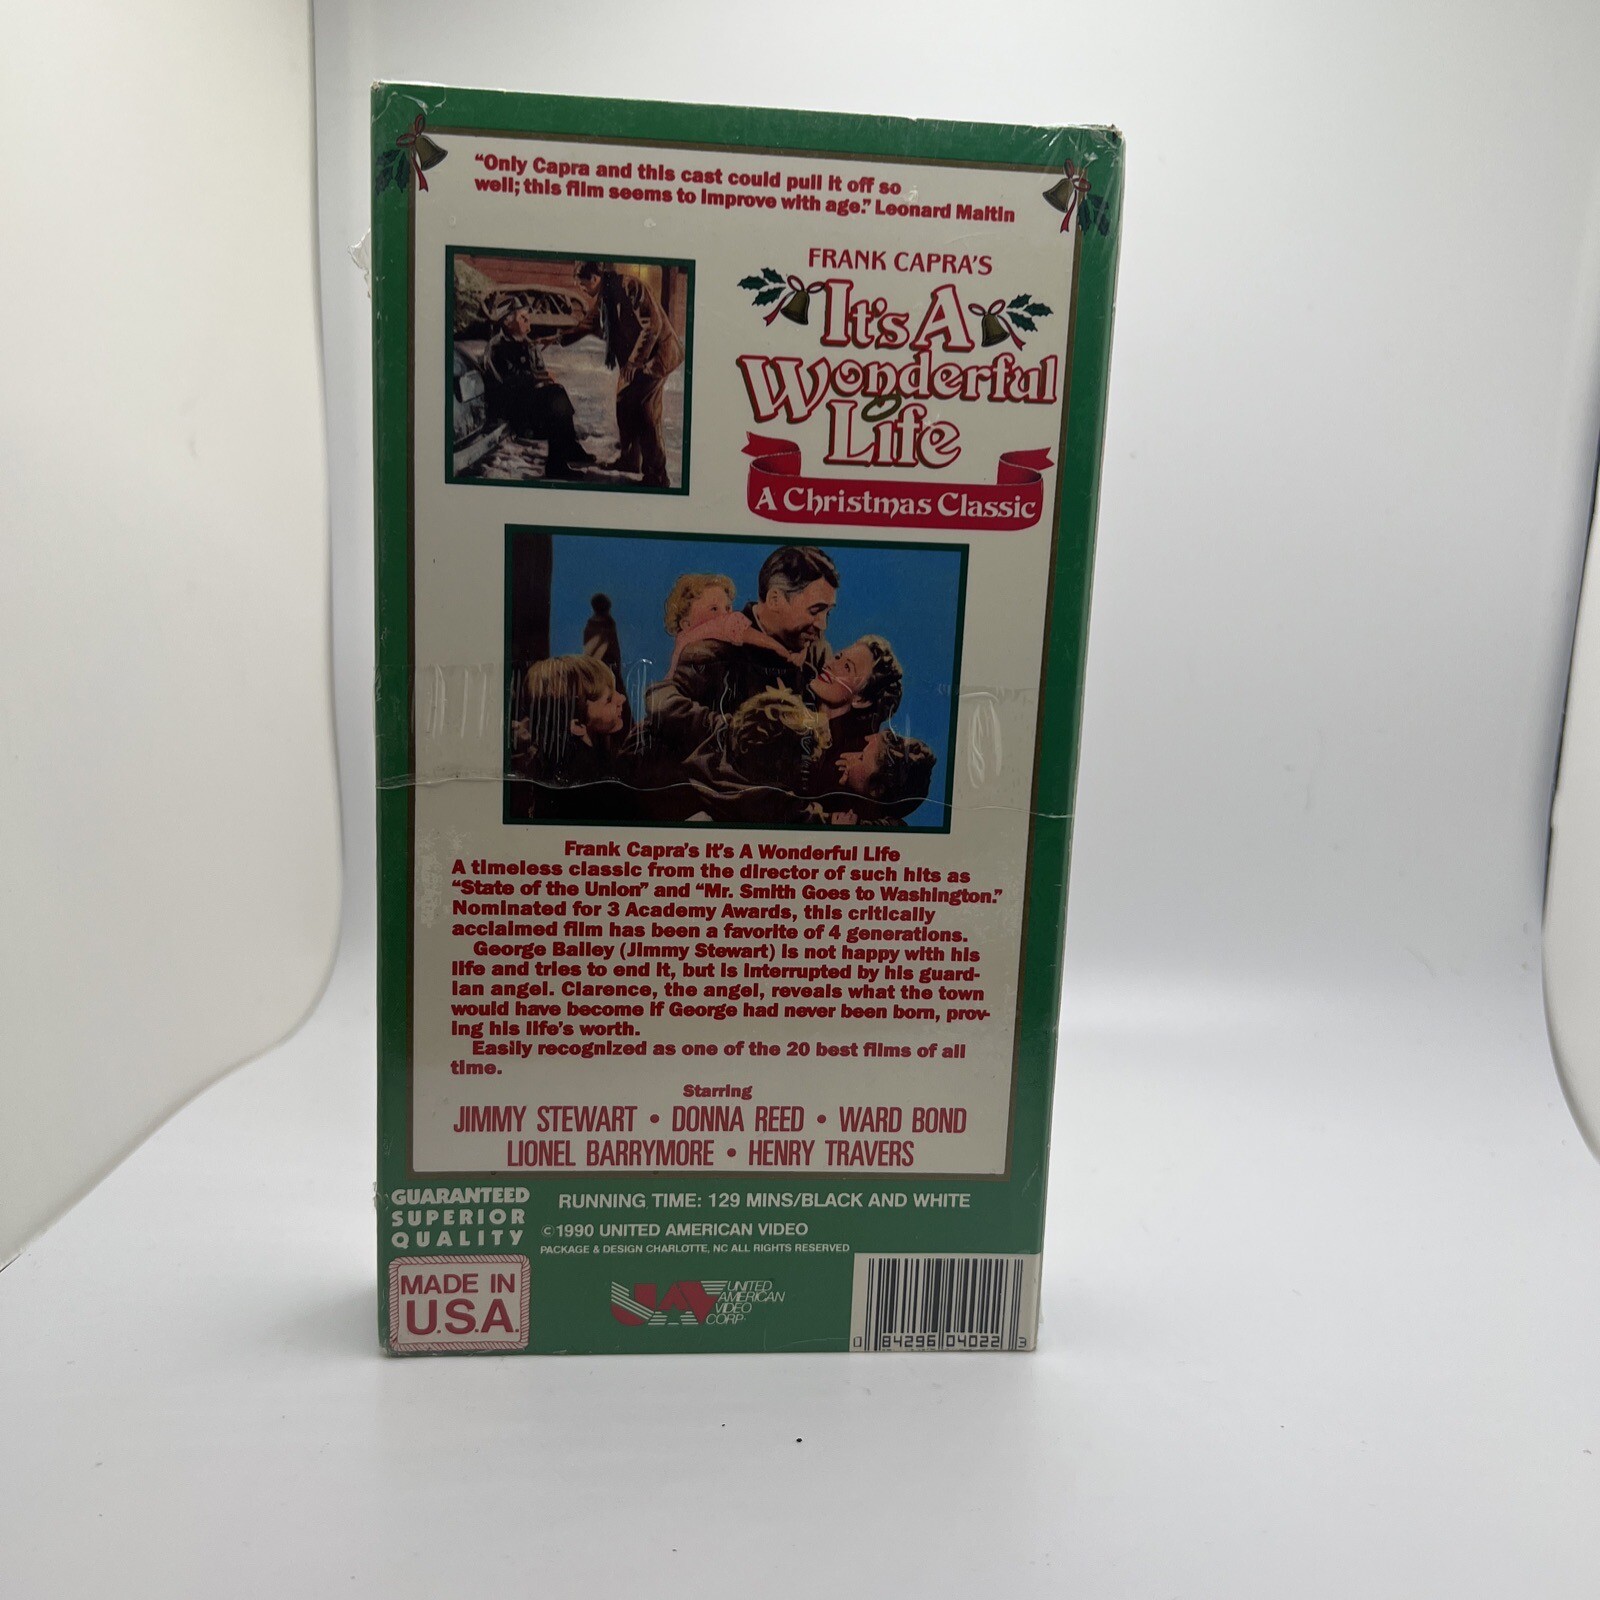 "Only Capra and this cast could pull it off so
well; this film seems to improve with age." Leonard Maltin
FRANK CAPRA'S
It's A
Wonderful
Life
A Christmas Classic
Frank Capra's It's A Wonderful Life
A timeless classic from the director of such hits as
"State of the Union" and "Mr. Smith Goes to Washington."
Nominated for 3 Academy Awards, this critically
acclaimed film has been a favorite of 4 generations.
George Bailey (Jimmy Stewart) is not happy with his
life and tries to end it, but is interrupted by his guard-
ian angel. Clarence, the angel, reveals what the town
would have become if George had never been born, prov-
ing his life's worth.
Easily recognized as one of the 20 best films of all
time.
Starring
JIMMY STEWART • DONNA REED • WARD BOND
LIONEL BARRYMORE • HENRY TRAVERS
GUARANTEED
SUPERIOR
QUALITY
RUNNING TIME: 129 MINS/BLACK AND WHITE
©1990 UNITED AMERICAN VIDEO
PACKAGE & DESIGN CHARLOTTE, NC ALL RIGHTS RESERVED
MADE IN
U.S.A.
UAV
UNITED
AMERICAN
VIDEO
CORP.
0 84296 04022 3